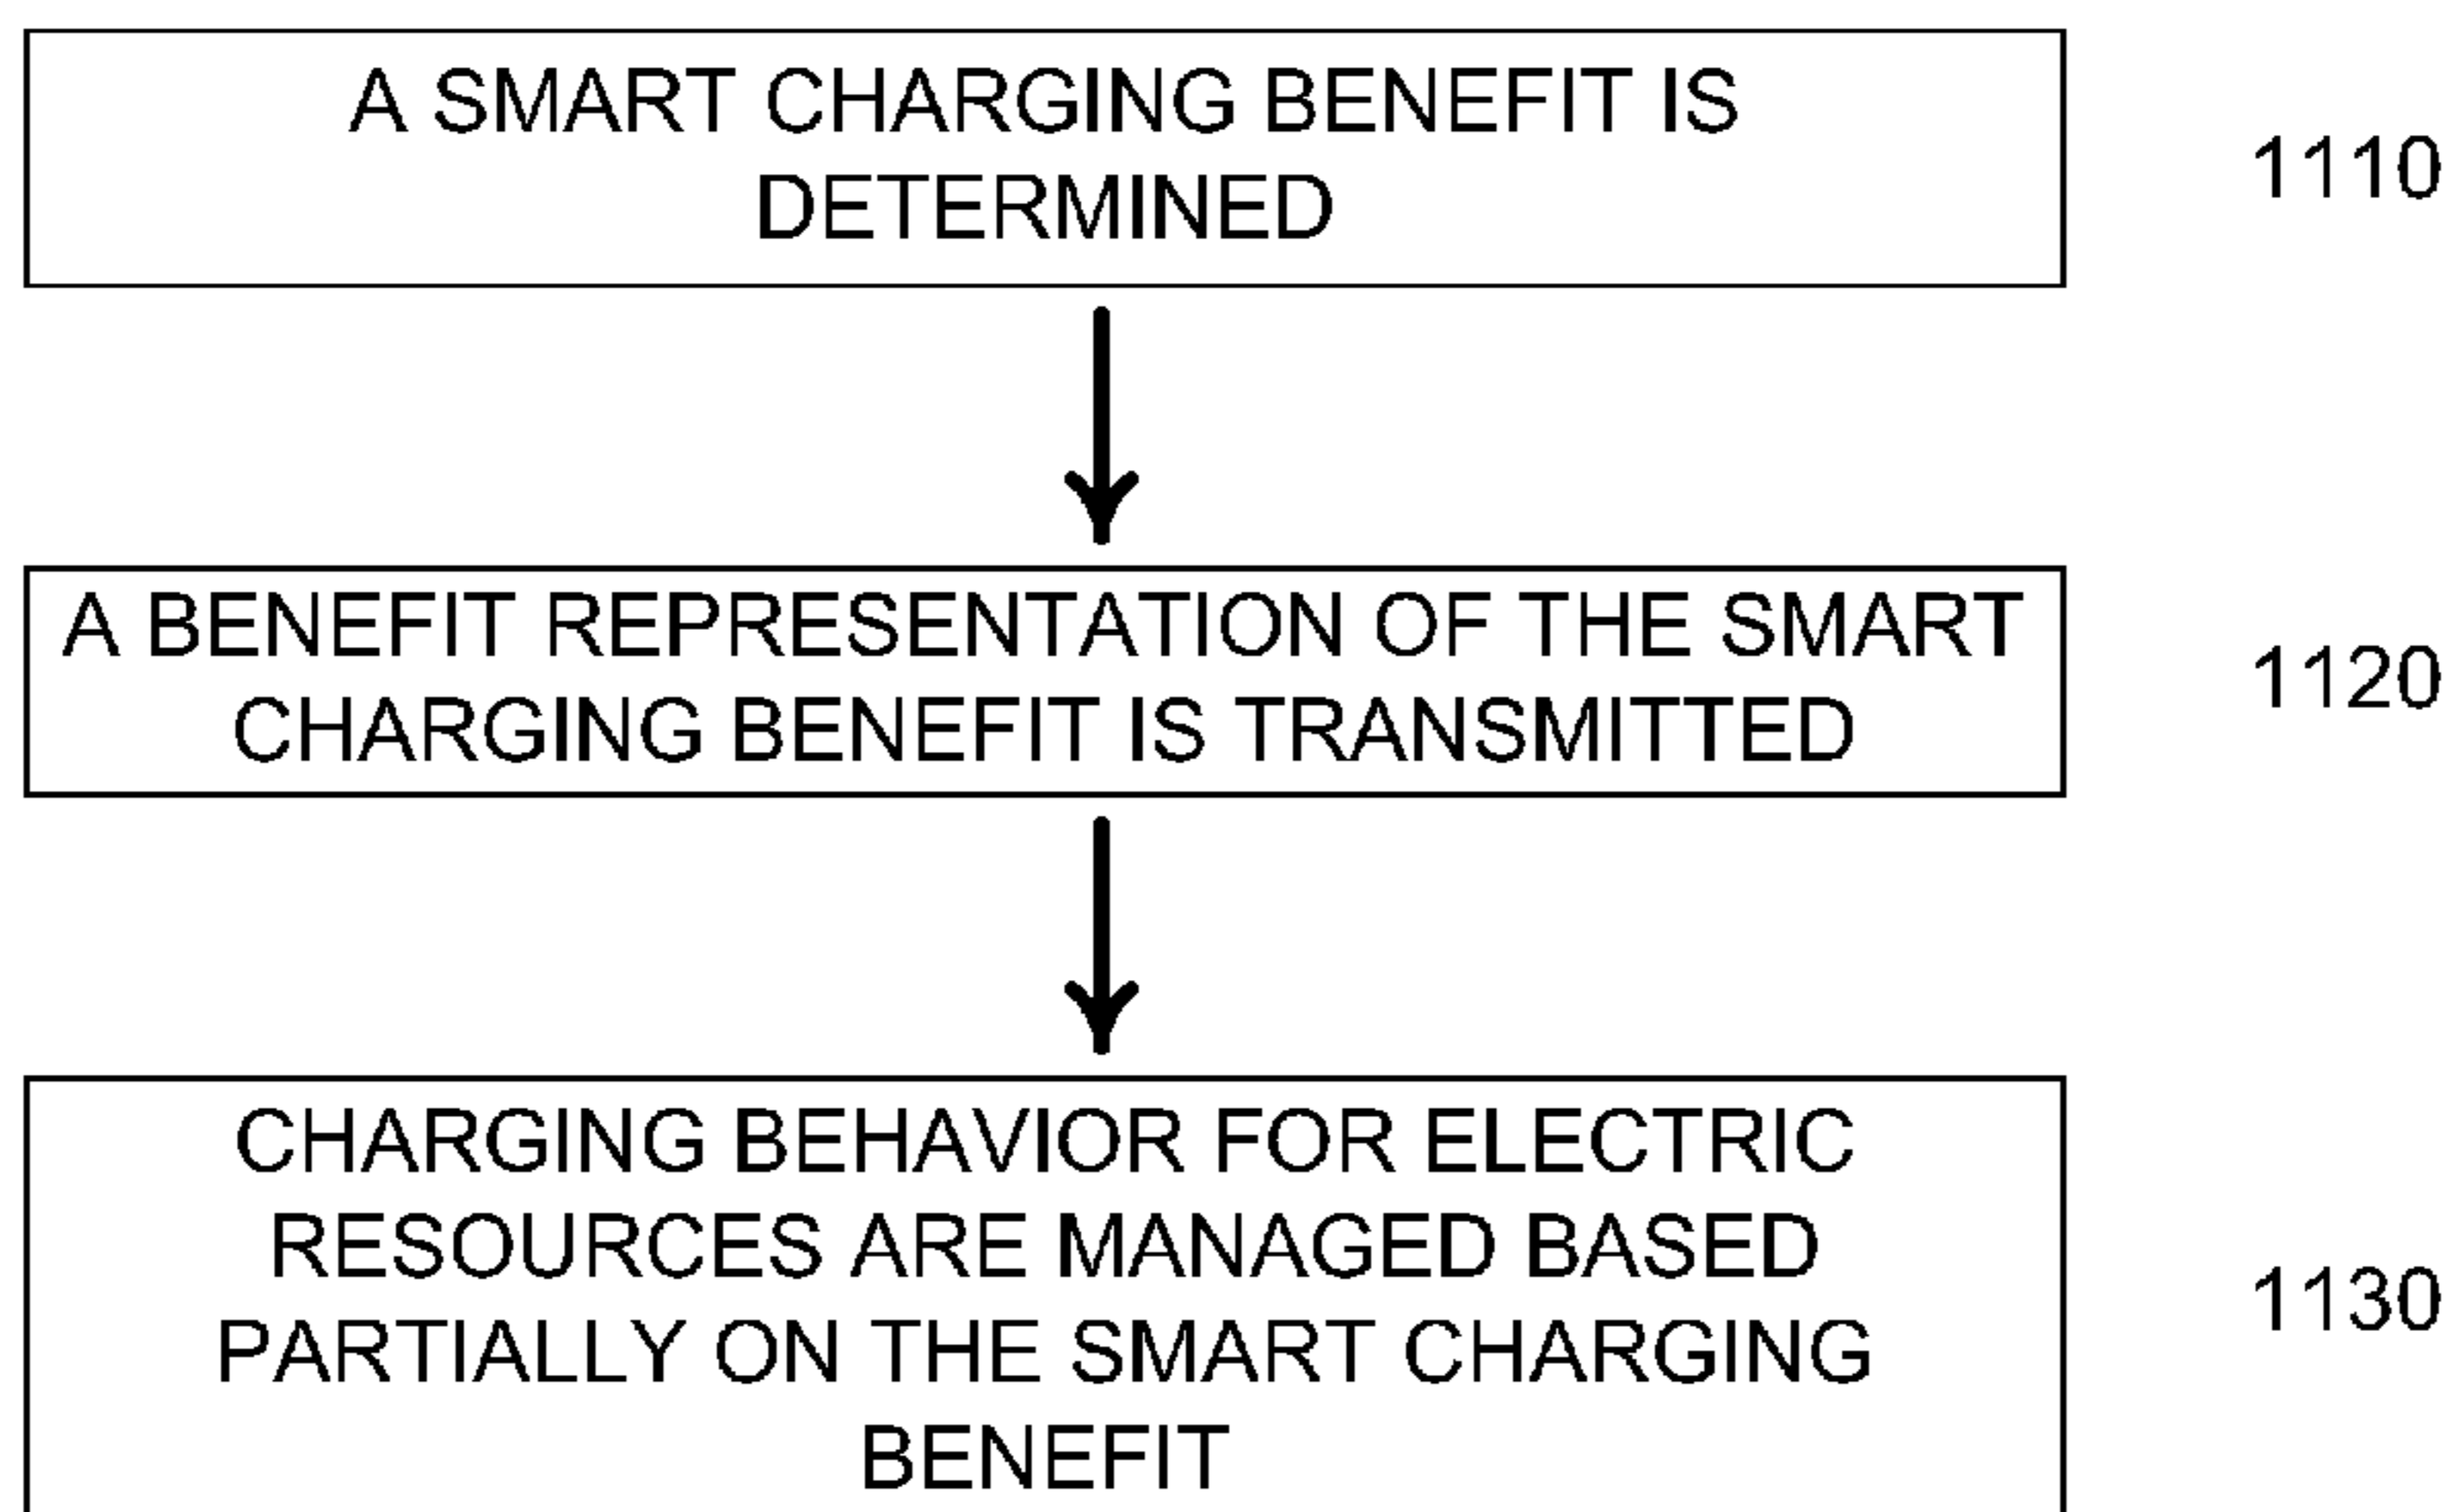 A SMART CHARGING BENEFIT IS
DETERMINED
1110
A BENEFIT REPRESENTATION OF THE SMART
CHARGING BENEFIT IS TRANSMITTED
1120
CHARGING BEHAVIOR FOR ELECTRIC
RESOURCES ARE MANAGED BASED
PARTIALLY ON THE SMART CHARGING
BENEFIT
1130